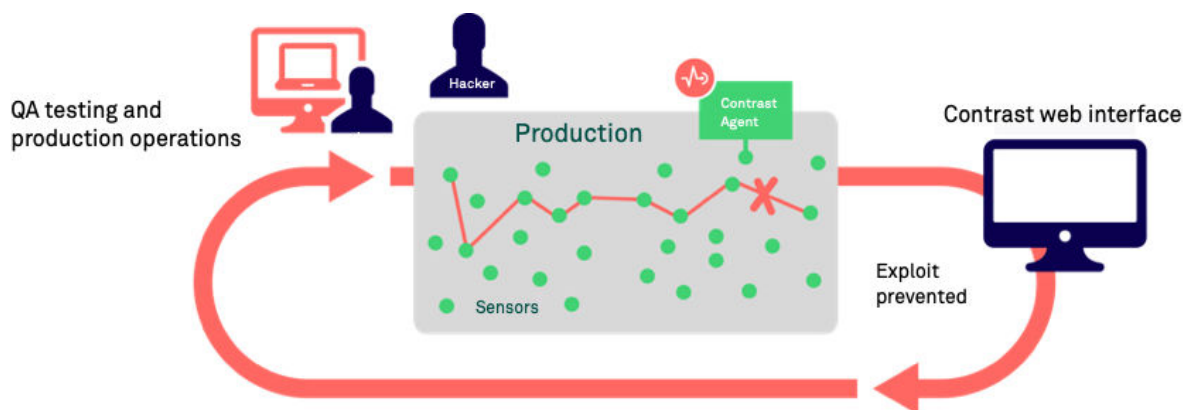 Hacker
QA testing and
production operations
Contrast
Agent
Contrast web interface
Production
Sensors
Exploit
prevented